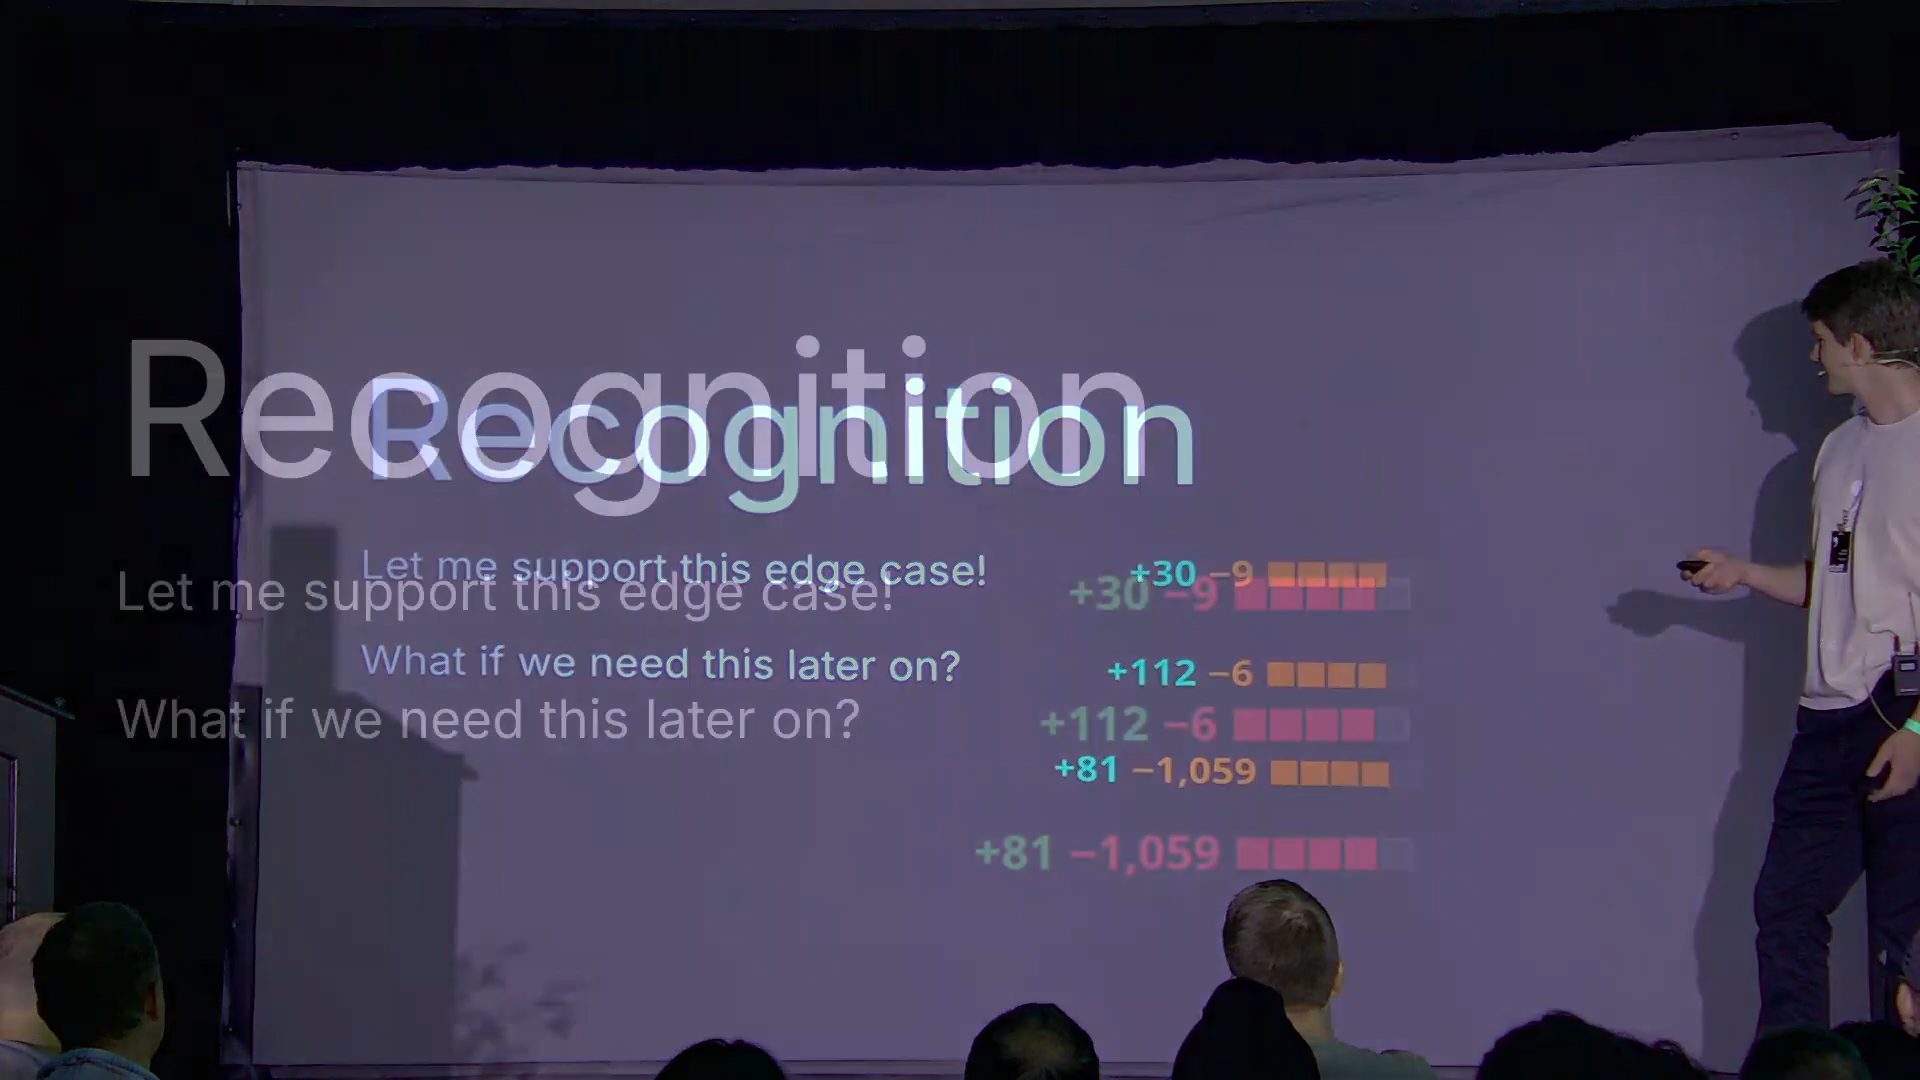 Recognition
Recognition
Let me support this edge case!
+30 −9
Let me support this edge case!
+30 −9
What if we need this later on?
+112 −6
What if we need this later on?
+112 −6
+81 −1,059
+81 −1,059